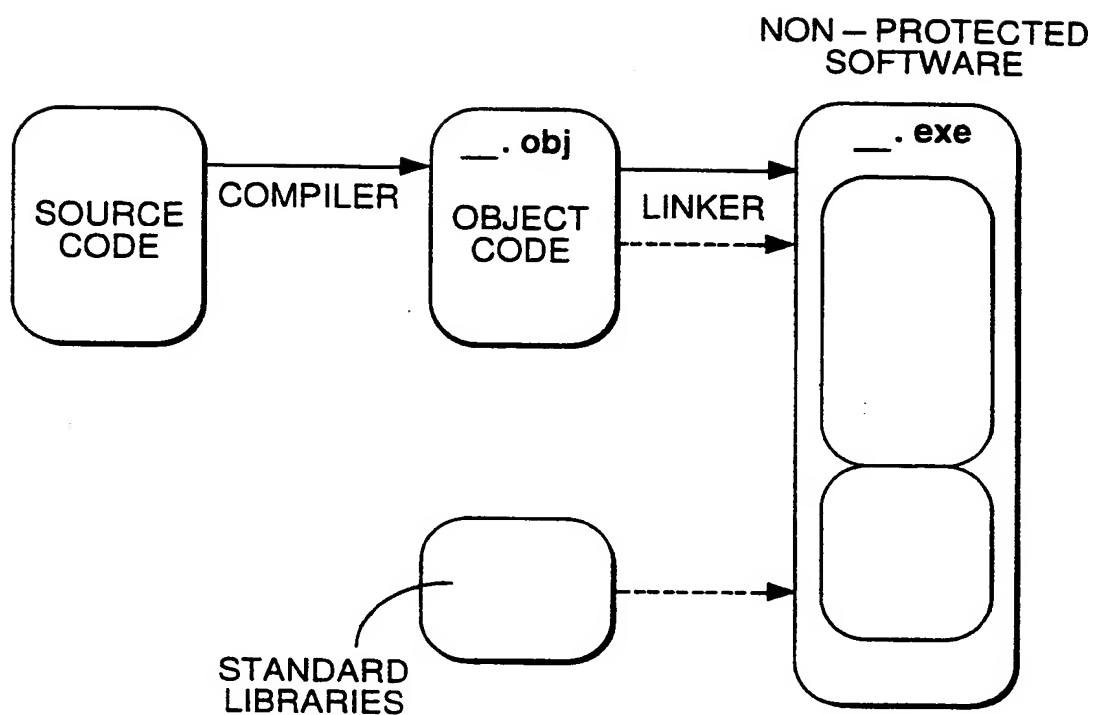 NON – PROTECTED
SOFTWARE
SOURCE
CODE
COMPILER
__. obj
OBJECT
CODE
LINKER
__. exe
STANDARD
LIBRARIES